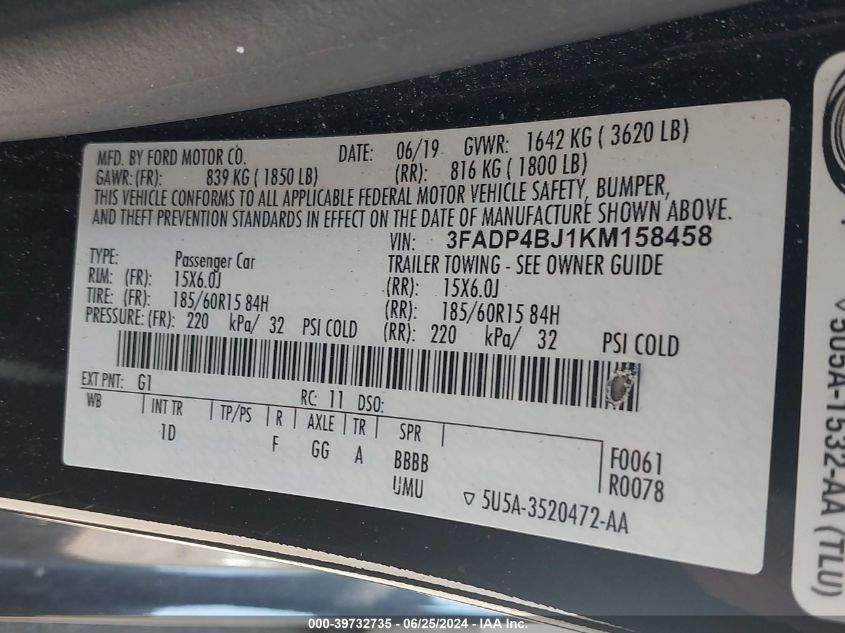 MFD. BY FORD MOTOR CO. DATE: 06/19 GVWR: 1642 KG ( 3620 LB)
GAWR: (FR): 839 KG ( 1850 LB) (RR): 816 KG ( 1800 LB)
THIS VEHICLE CONFORMS TO ALL APPLICABLE FEDERAL MOTOR VEHICLE SAFETY, BUMPER,
AND THEFT PREVENTION STANDARDS IN EFFECT ON THE DATE OF MANUFACTURE SHOWN ABOVE.
VIN: 3FADP4BJ1KM158458
TYPE: Passenger Car TRAILER TOWING - SEE OWNER GUIDE
RIM: (FR): 15X6.0J (RR): 15X6.0J
TIRE: (FR): 185/60R15 84H (RR): 185/60R15 84H
PRESSURE: (FR): 220 kPa/ 32 PSI COLD (RR): 220 kPa/ 32 PSI COLD
EXT PNT: G1 RC: 11 DSO:
WB INT TR TP/PS R AXLE TR SPR
1D F GG A BBBB F0061
UMU R0078
▽ 5U5A-3520472-AA
▽5U5A-1532-AA (TLU)
000-39732735 - 06/25/2024 - IAA Inc.